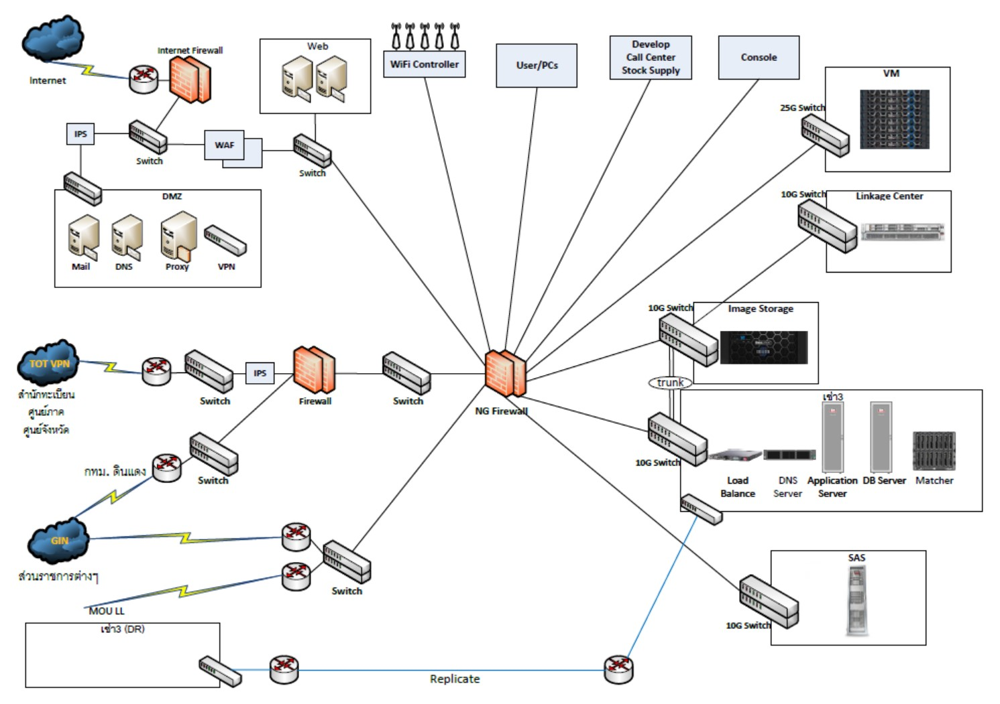 Internet
Internet Firewall
IPS
Switch
WAF
Web
Switch
DMZ
Mail
DNS
Proxy
VPN
WiFi Controller
User/PCs
Develop
Call Center
Stock Supply
Console
VM
25G Switch
10G Switch
Linkage Center
10G Switch
Image Storage
trunk
TOT VPN
สำนักทะเบียน
ศูนย์ภาค
ศูนย์จังหวัด
Switch
IPS
Firewall
Switch
NG Firewall
เช่า3
10G Switch
Load
Balance
DNS
Server
Application
Server
DB Server
Matcher
กทม. ดินแดง
Switch
GIN
ส่วนราชการต่างๆ
Switch
MOU LL
เช่า3 (DR)
Replicate
SAS
10G Switch